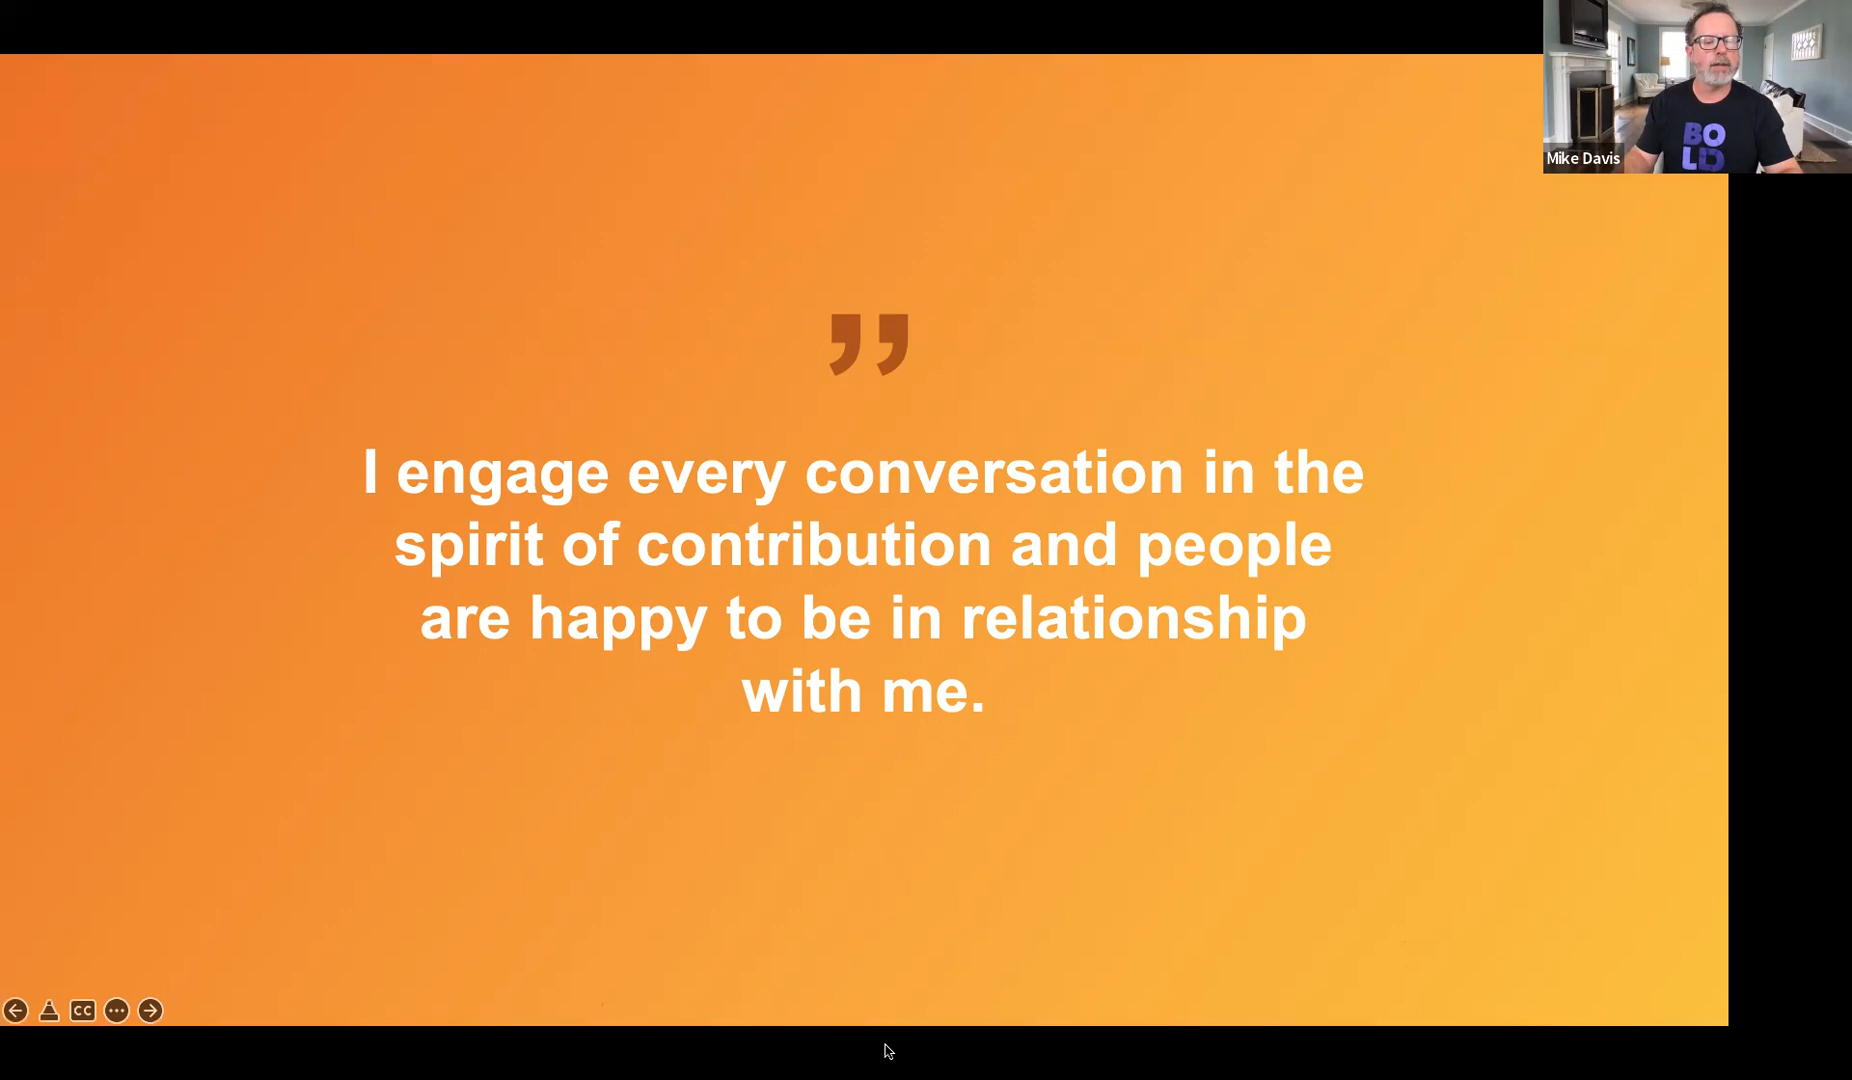 BO
LD
Mike Davis
”
I engage every conversation in the
spirit of contribution and people
are happy to be in relationship
with me.
CC